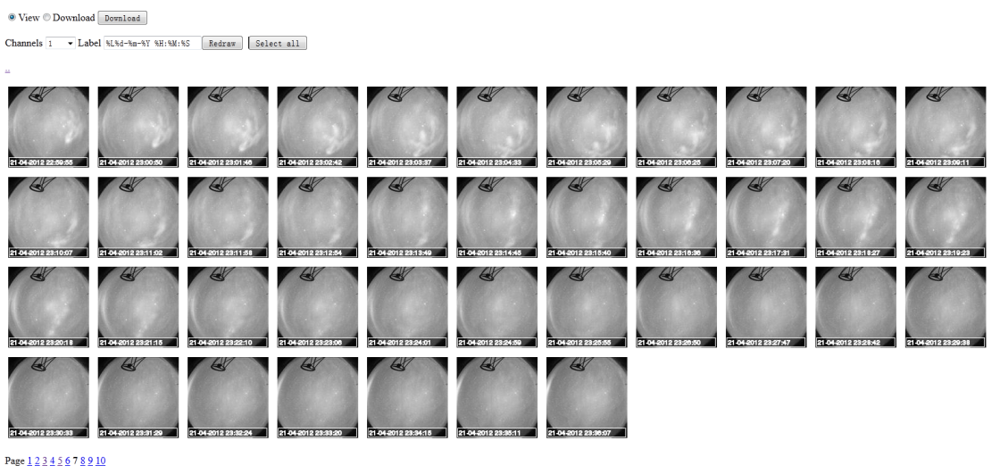 View Download Download
Channels 1 Label %L%d-%m-%Y %H:%M:%S Redraw Select all
..
21-04-2012 22:59:55 21-04-2012 23:00:50 21-04-2012 23:01:46 21-04-2012 23:02:42 21-04-2012 23:03:37 21-04-2012 23:04:33 21-04-2012 23:05:29 21-04-2012 23:06:25 21-04-2012 23:07:20 21-04-2012 23:08:16 21-04-2012 23:09:11
21-04-2012 23:10:07 21-04-2012 23:11:02 21-04-2012 23:11:58 21-04-2012 23:12:54 21-04-2012 23:13:49 21-04-2012 23:14:45 21-04-2012 23:15:40 21-04-2012 23:16:36 21-04-2012 23:17:31 21-04-2012 23:18:27 21-04-2012 23:19:23
21-04-2012 23:20:18 21-04-2012 23:21:15 21-04-2012 23:22:10 21-04-2012 23:23:06 21-04-2012 23:24:01 21-04-2012 23:24:59 21-04-2012 23:25:55 21-04-2012 23:26:50 21-04-2012 23:27:47 21-04-2012 23:28:42 21-04-2012 23:29:38
21-04-2012 23:30:33 21-04-2012 23:31:29 21-04-2012 23:32:24 21-04-2012 23:33:20 21-04-2012 23:34:15 21-04-2012 23:35:11 21-04-2012 23:36:07
Page 1 2 3 4 5 6 7 8 9 10